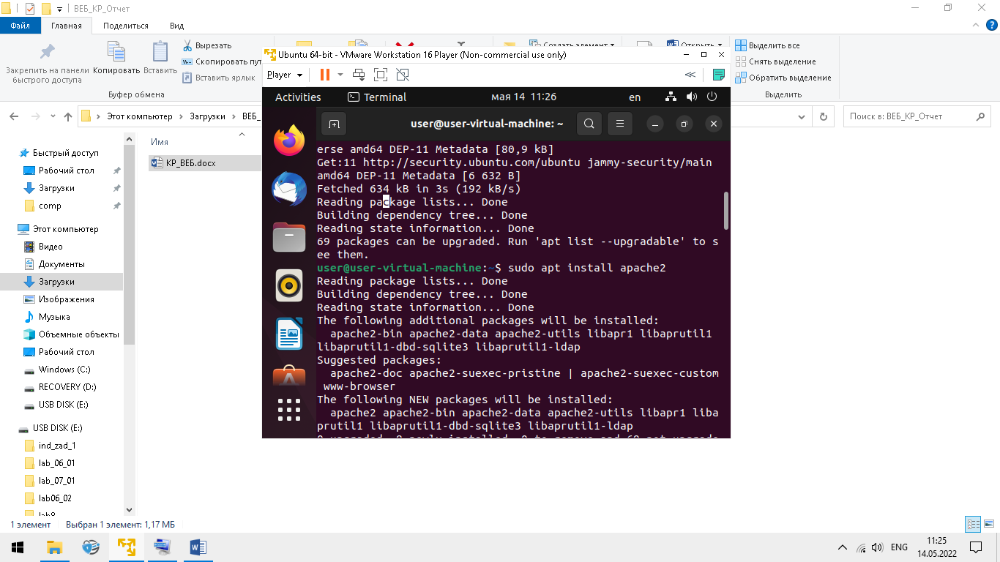 ВЕБ_КР_Отчет
Файл
Главная
Поделиться
Вид
Закрепить на панели
быстрого доступа
Копировать
Вставить
Вырезать
Скопировать пут
Вставить ярлык
Буфер обмена
Создать элемент
Открыть
Выделить все
Снять выделение
Обратить выделение
Выделить
Этот компьютер
Загрузки
ВЕБ_
Поиск в: ВЕБ_КР_Отчет
Быстрый доступ
Рабочий стол
Загрузки
comp
Этот компьютер
Видео
Документы
Загрузки
Изображения
Музыка
Объемные объекты
Рабочий стол
Windows (C:)
RECOVERY (D:)
USB DISK (E:)
USB DISK (E:)
ind_zad_1
lab_06_01
lab_07_01
lab06_02
lab9
Имя
КР_ВЕБ.docx
Ubuntu 64-bit - VMware Workstation 16 Player (Non-commercial use only)
Player
Activities
Terminal
мая 14 11:26
en
user@user-virtual-machine: ~
erse amd64 DEP-11 Metadata [80,9 kB]
Get:11 http://security.ubuntu.com/ubuntu jammy-security/main
amd64 DEP-11 Metadata [6 632 B]
Fetched 634 kB in 3s (192 kB/s)
Reading package lists... Done
Building dependency tree... Done
Reading state information... Done
69 packages can be upgraded. Run 'apt list --upgradable' to s
ee them.
user@user-virtual-machine:~$ sudo apt install apache2
Reading package lists... Done
Building dependency tree... Done
Reading state information... Done
The following additional packages will be installed:
apache2-bin apache2-data apache2-utils libapr1 libaprutil1
libaprutil1-dbd-sqlite3 libaprutil1-ldap
Suggested packages:
apache2-doc apache2-suexec-pristine | apache2-suexec-custom
www-browser
The following NEW packages will be installed:
apache2 apache2-bin apache2-data apache2-utils libapr1 liba
prutil1 libaprutil1-dbd-sqlite3 libaprutil1-ldap
1 элемент
Выбран 1 элемент: 1,17 МБ
ENG
11:25
14.05.2022